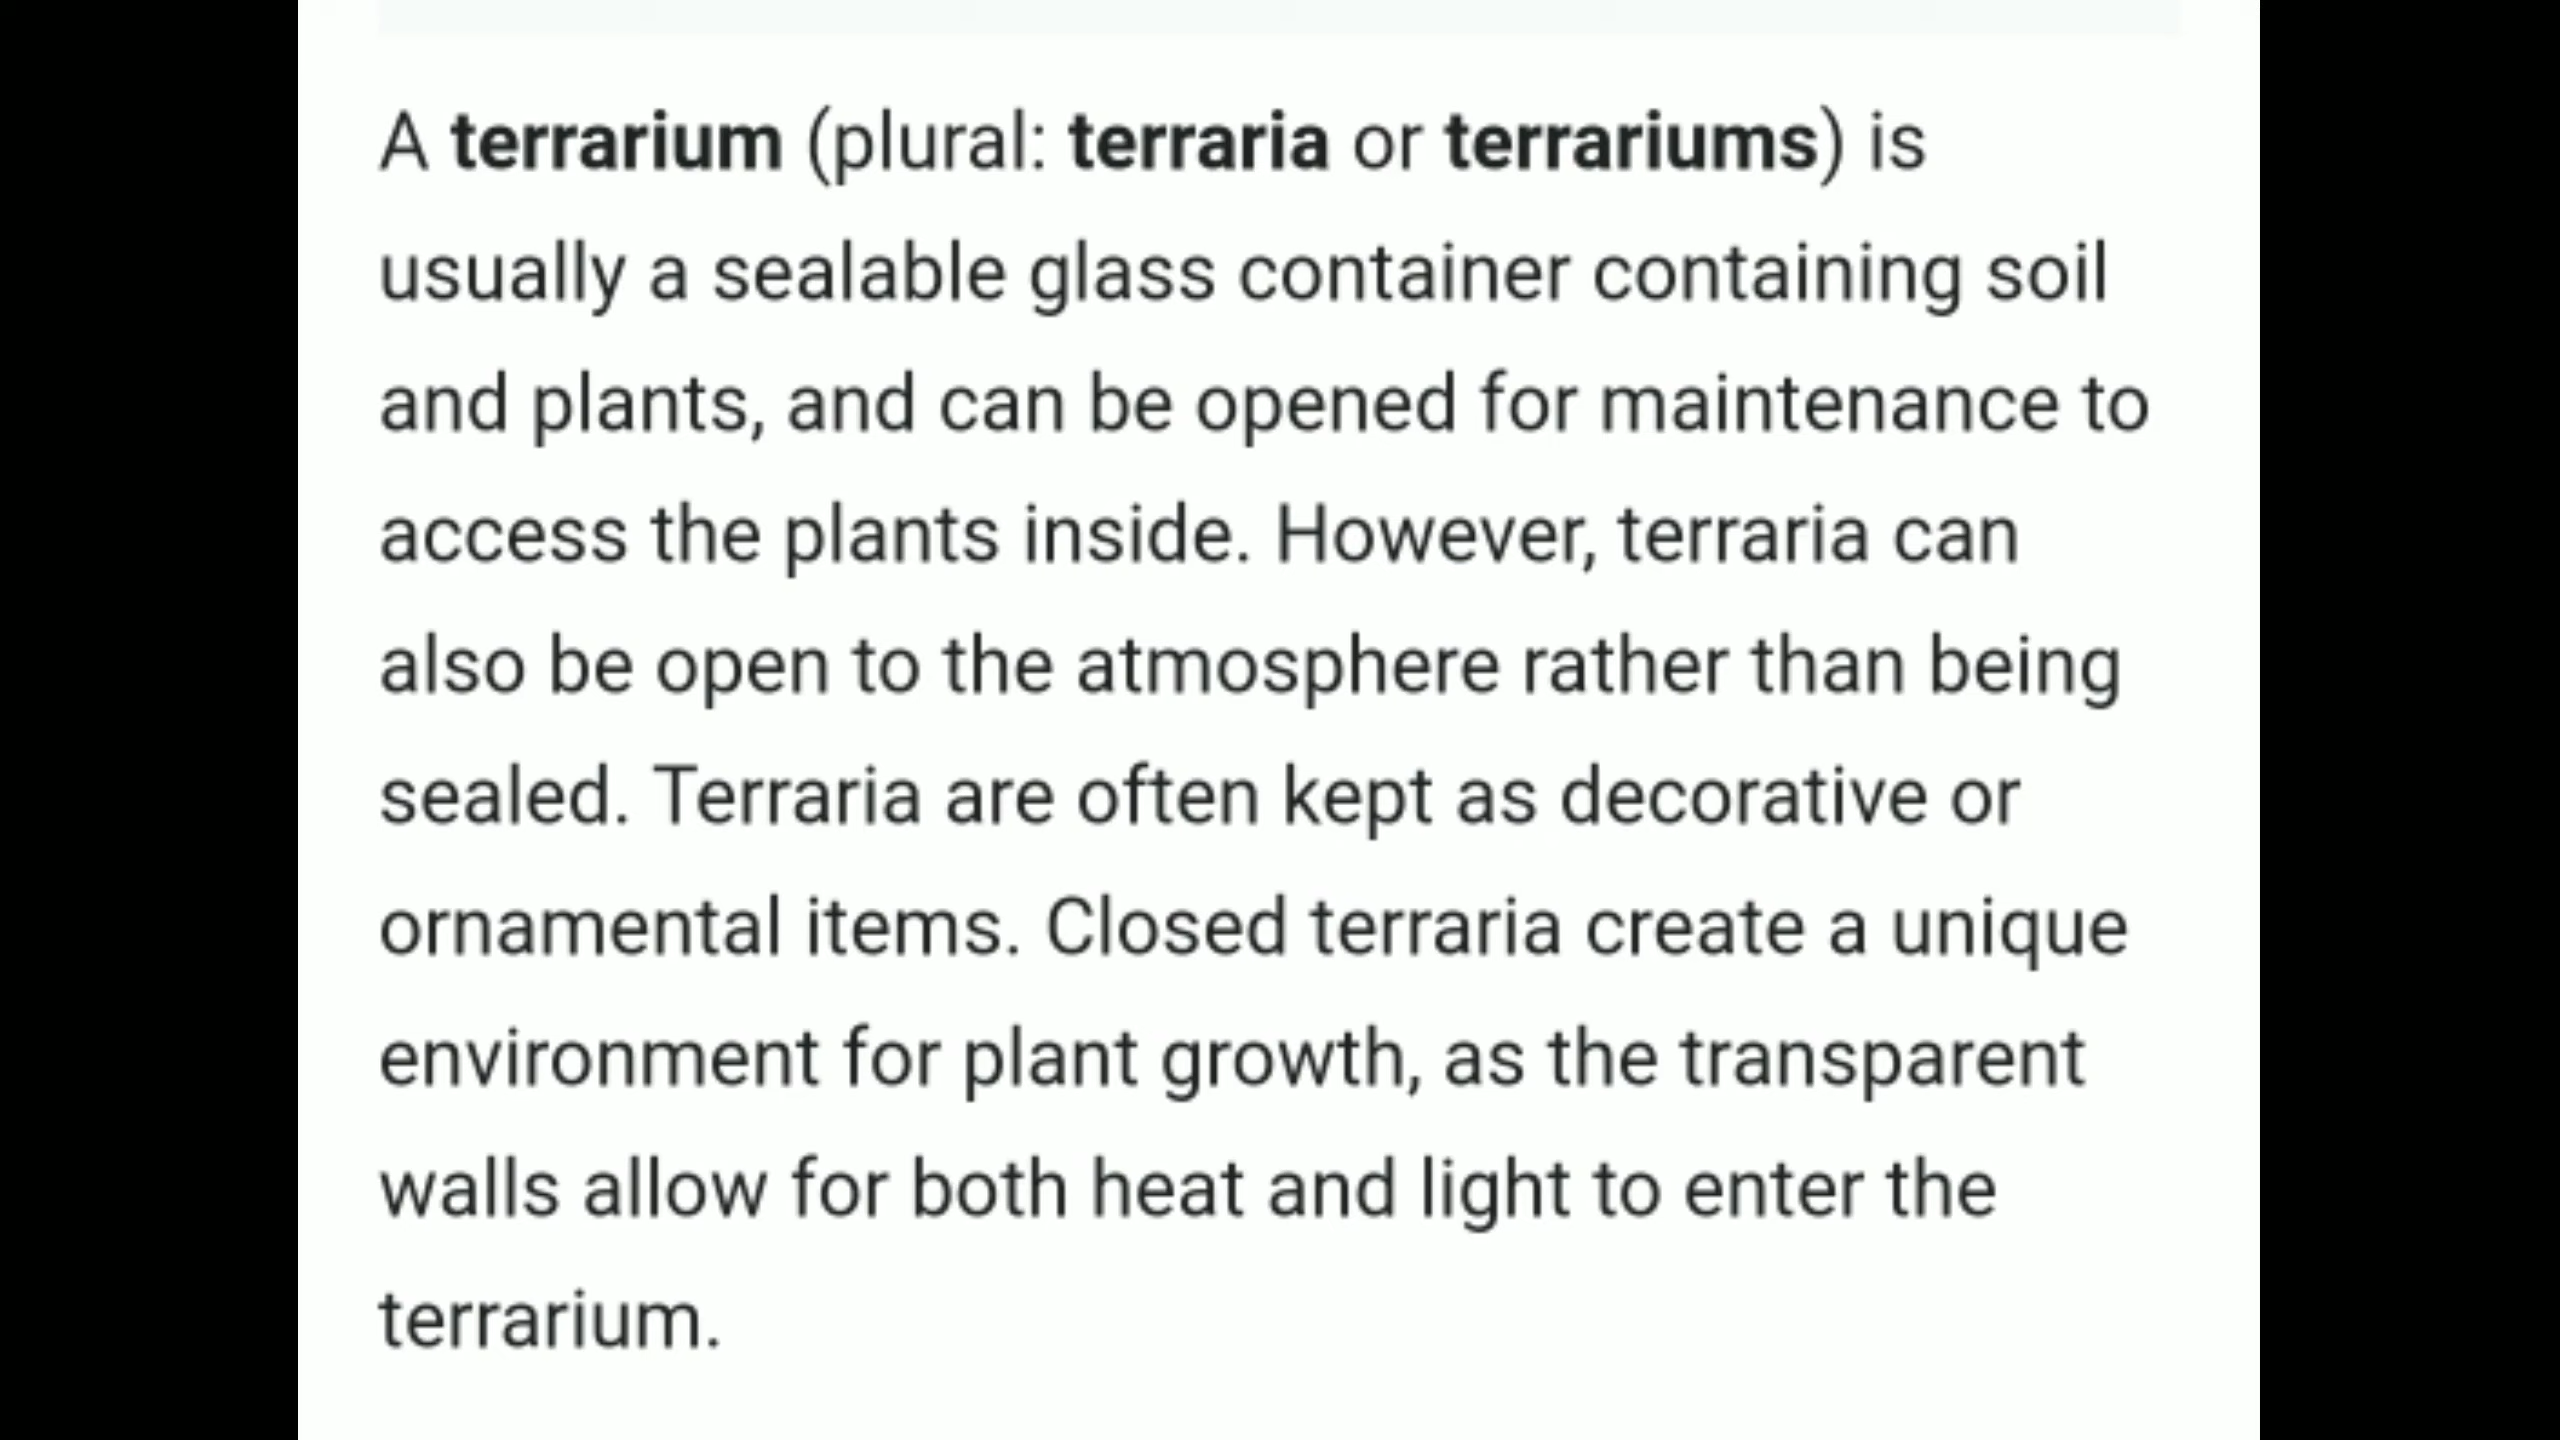 A terrarium (plural: terraria or terrariums) is
usually a sealable glass container containing soil
and plants, and can be opened for maintenance to
access the plants inside. However, terraria can
also be open to the atmosphere rather than being
sealed. Terraria are often kept as decorative or
ornamental items. Closed terraria create a unique
environment for plant growth, as the transparent
walls allow for both heat and light to enter the
terrarium.